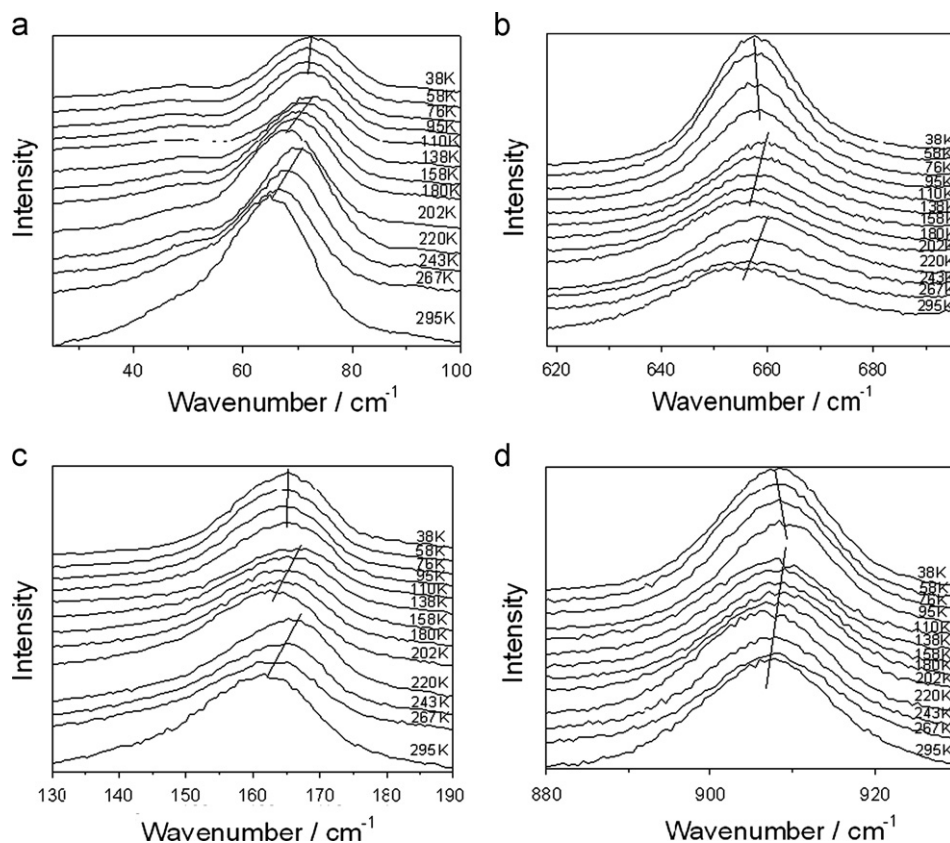 a
Intensity
38K
58K
76K
95K
110K
138K
158K
180K
202K
220K
243K
267K
295K
40 60 80 100
Wavenumber / cm-1
b
Intensity
38K
58K
76K
95K
110K
138K
158K
180K
202K
220K
243K
267K
295K
620 640 660 680
Wavenumber / cm-1
c
Intensity
38K
58K
76K
95K
110K
138K
158K
180K
202K
220K
243K
267K
295K
130 140 150 160 170 180 190
Wavenumber / cm-1
d
Intensity
38K
58K
76K
95K
110K
138K
158K
180K
202K
220K
243K
267K
295K
880 900 920
Wavenumber / cm-1